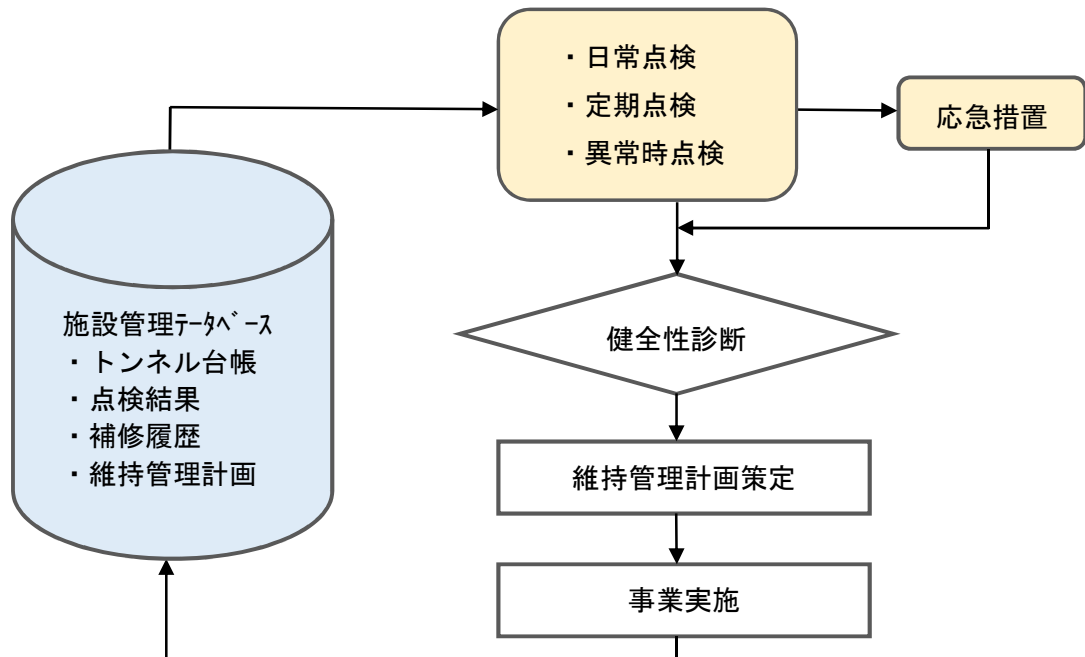 ・日常点検
・定期点検
・異常時点検
応急措置
施設管理ﾃｰﾀﾍﾞｰｽ
・トンネル台帳
・点検結果
・補修履歴
・維持管理計画
健全性診断
維持管理計画策定
事業実施